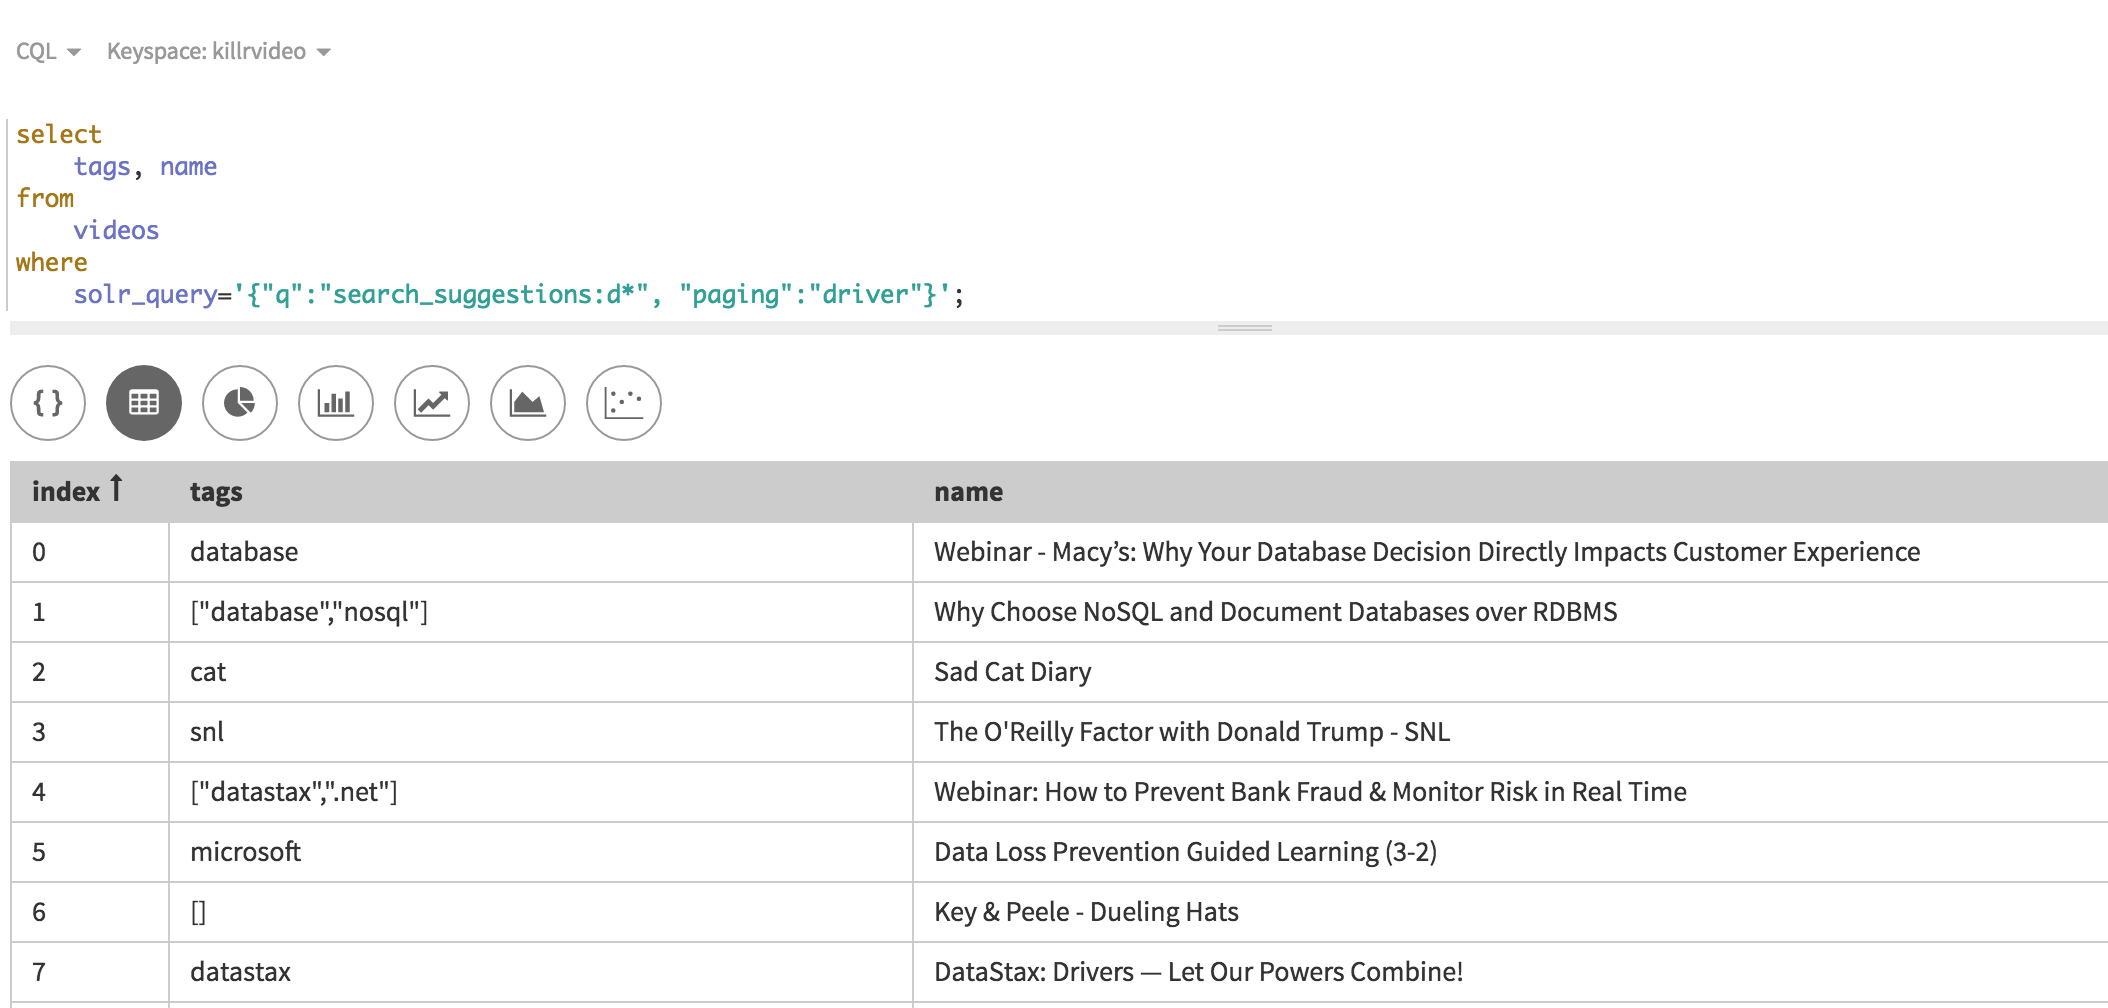 CQL Keyspace: killrvideo
select
tags, name
from
videos
where
solr_query='{"q":"search_suggestions:d*", "paging":"driver"}';
{}
index ↑ tags name
0 database Webinar - Macy’s: Why Your Database Decision Directly Impacts Customer Experience
1 ["database","nosql"] Why Choose NoSQL and Document Databases over RDBMS
2 cat Sad Cat Diary
3 snl The O'Reilly Factor with Donald Trump - SNL
4 ["datastax",".net"] Webinar: How to Prevent Bank Fraud & Monitor Risk in Real Time
5 microsoft Data Loss Prevention Guided Learning (3-2)
6 [] Key & Peele - Dueling Hats
7 datastax DataStax: Drivers — Let Our Powers Combine!